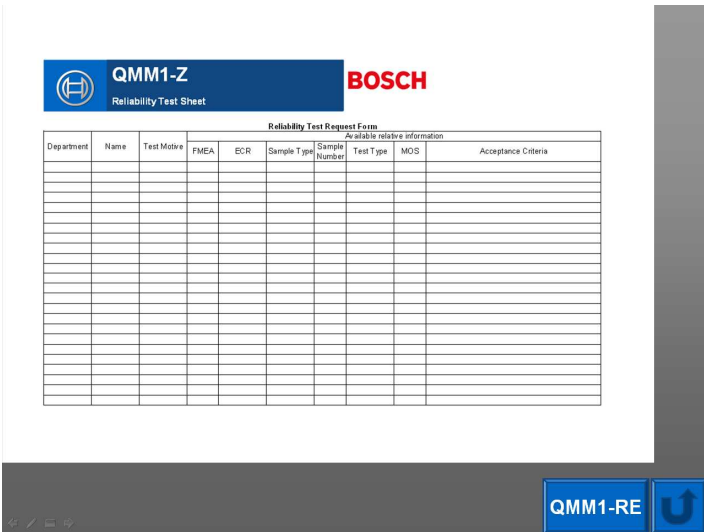 QMM1-Z
BOSCH
Reliability Test Sheet
Reliability Test Request Form
Available relative information
Department Name Test Motive FMEA ECR Sample Type Sample Number Test Type MOS Acceptance Criteria
QMM1-RE